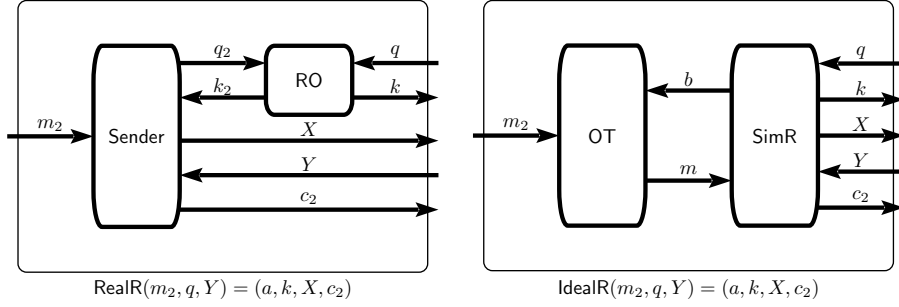 q₂
RO
q
k₂
k
m₂
Sender
X
Y
c₂
RealR(m₂, q, Y) = (a, k, X, c₂)
q
b
k
m₂
OT
SimR
X
Y
m
c₂
IdealR(m₂, q, Y) = (a, k, X, c₂)